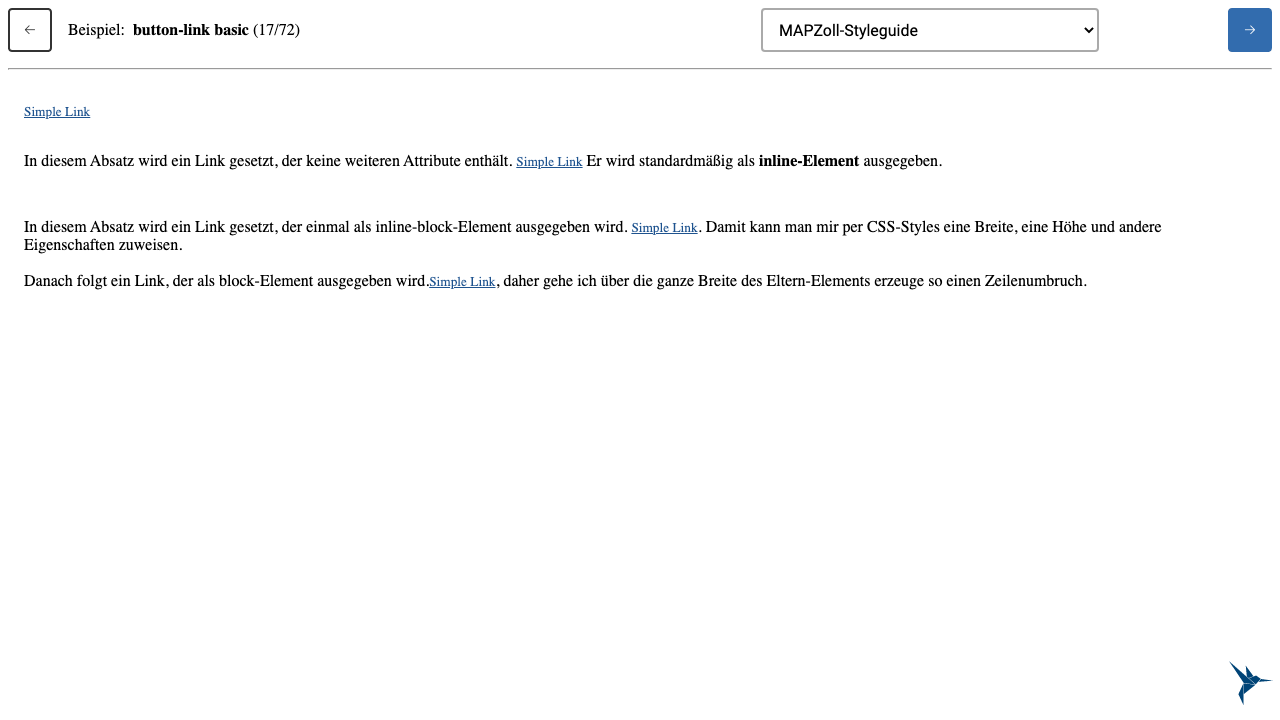 ← Beispiel: button-link basic (17/72) MAPZoll-Styleguide →
Simple Link
In diesem Absatz wird ein Link gesetzt, der keine weiteren Attribute enthält. Simple Link Er wird standardmäßig als inline-Element ausgegeben.
In diesem Absatz wird ein Link gesetzt, der einmal als inline-block-Element ausgegeben wird. Simple Link. Damit kann man mir per CSS-Styles eine Breite, eine Höhe und andere
Eigenschaften zuweisen.
Danach folgt ein Link, der als block-Element ausgegeben wird.Simple Link, daher gehe ich über die ganze Breite des Eltern-Elements erzeuge so einen Zeilenumbruch.